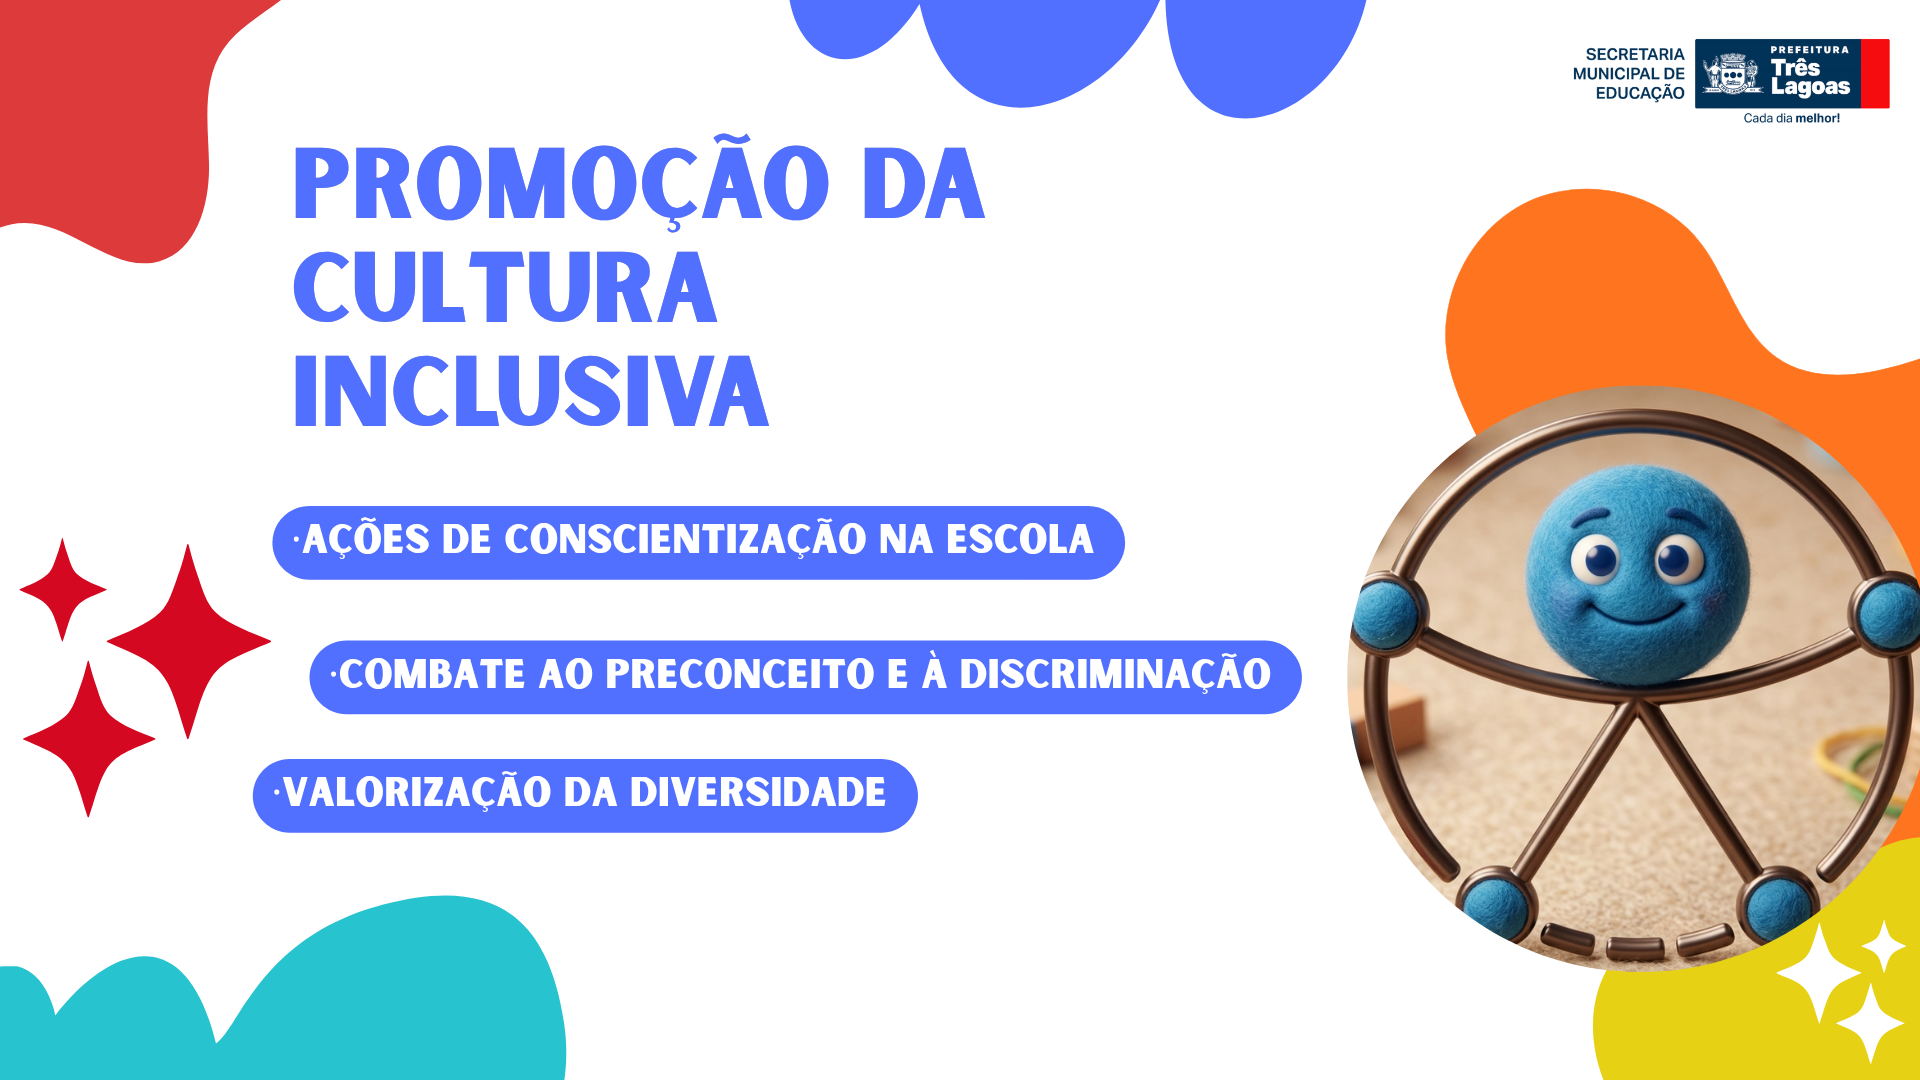 SECRETARIA
MUNICIPAL DE
EDUCAÇÃO
PREFEITURA
Três
Lagoas
Cada dia melhor!
PROMOÇÃO DA
CULTURA
INCLUSIVA
·AÇÕES DE CONSCIENTIZAÇÃO NA ESCOLA
·COMBATE AO PRECONCEITO E À DISCRIMINAÇÃO
·VALORIZAÇÃO DA DIVERSIDADE